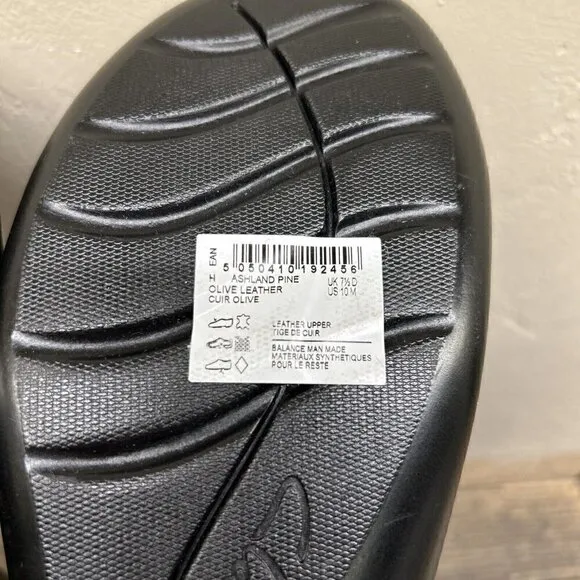 EAN
5 050410 192456
H ASHLAND PINE UK 7½ D
OLIVE LEATHER US 10 M
CUIR OLIVE
LEATHER UPPER
TIGE DE CUIR
BALANCE MAN MADE
MATERIAUX SYNTHETIQUES
POUR LE RESTE